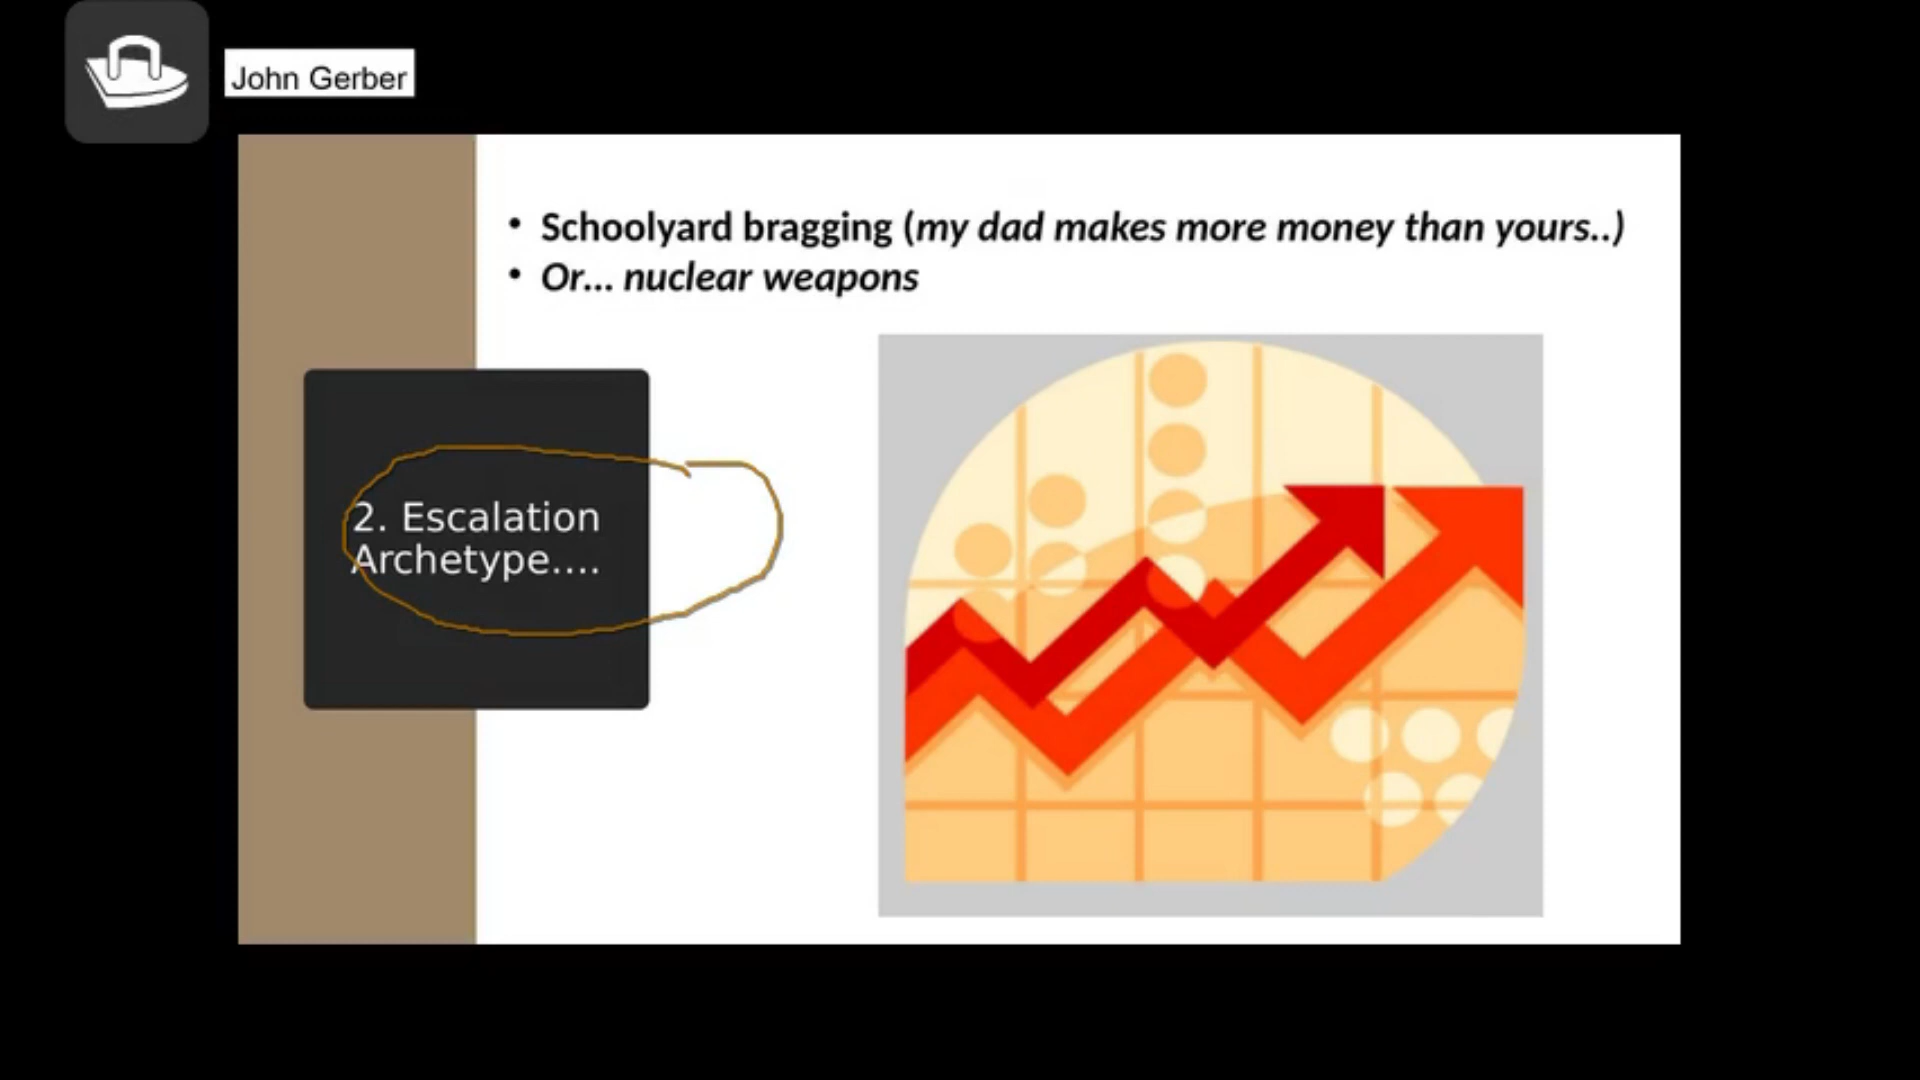 John Gerber
• Schoolyard bragging (my dad makes more money than yours..)
• Or... nuclear weapons
2. Escalation
Archetype....